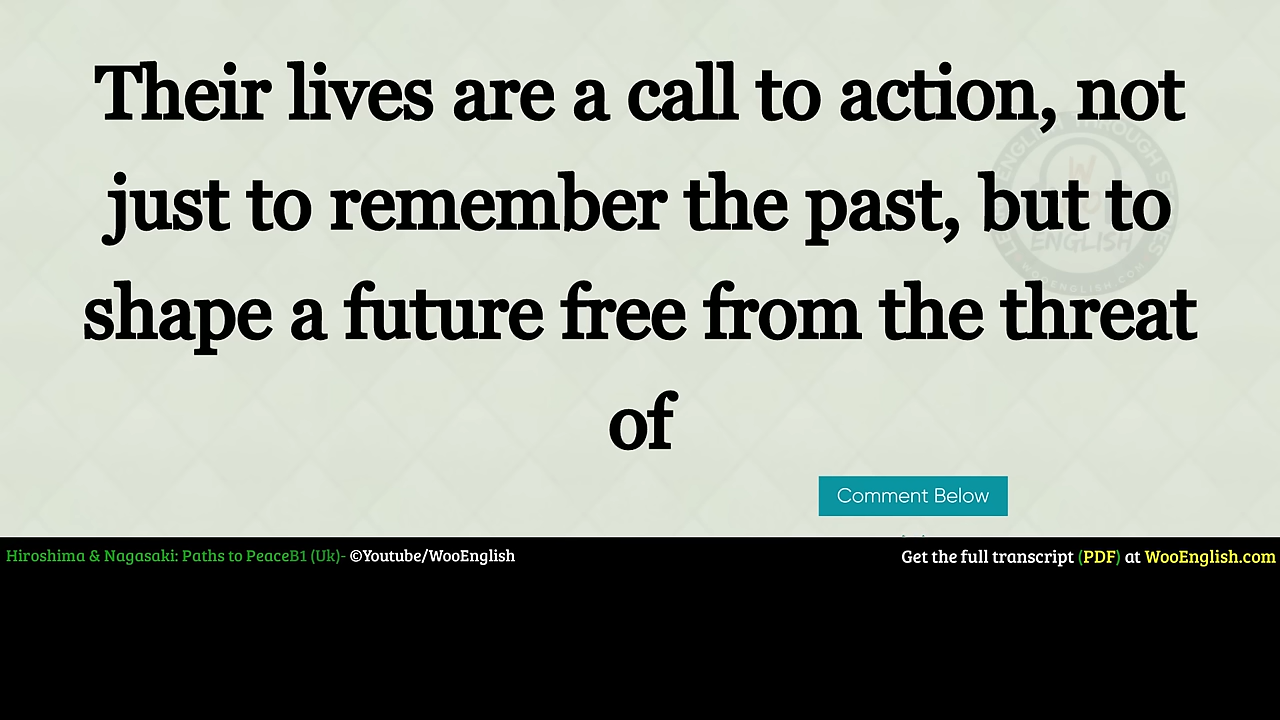 Their lives are a call to action, not
just to remember the past, but to
shape a future free from the threat
of
Comment Below
Hiroshima & Nagasaki: Paths to PeaceB1 (Uk)- ©Youtube/WooEnglish
Get the full transcript (PDF) at WooEnglish.com